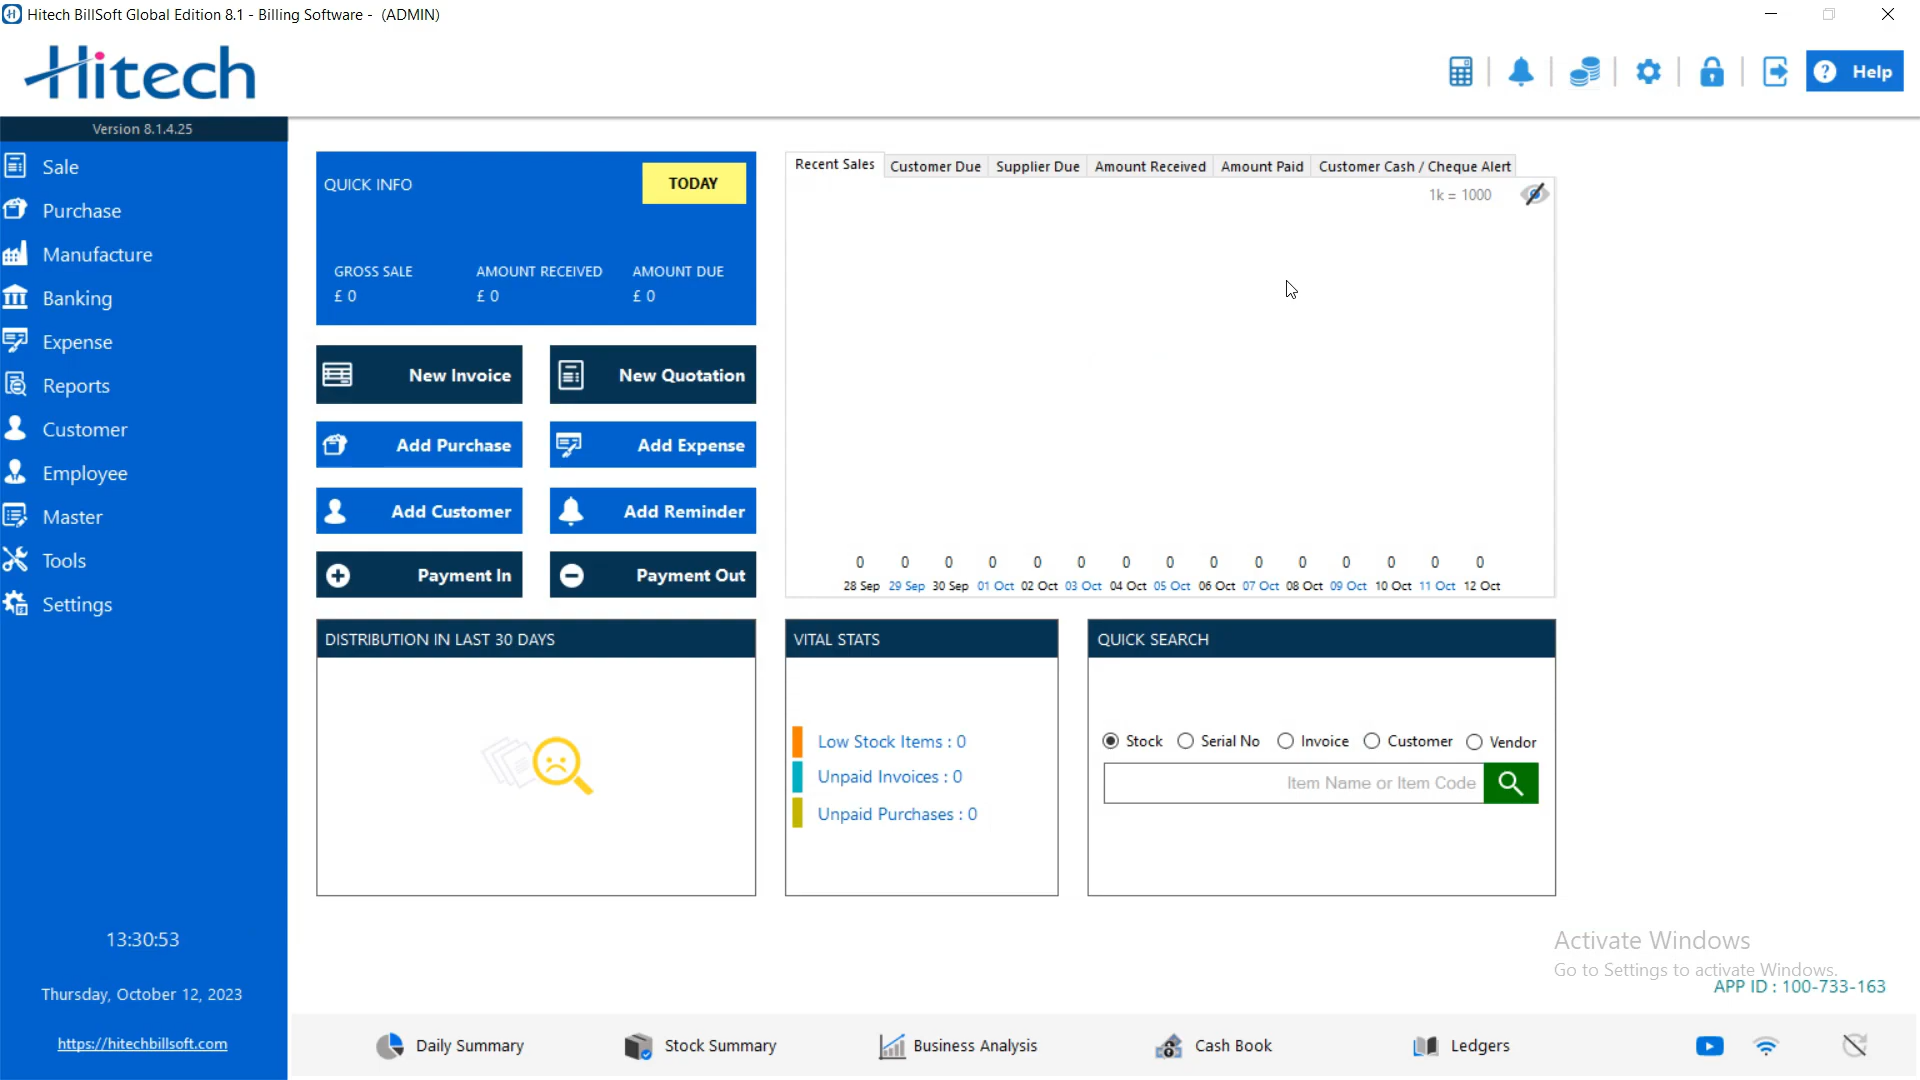 Hitech BillSoft Global Edition 8.1 - Billing Software - (ADMIN)
Hitech
Help
Version 8.1.4.25
Sale
Purchase
Manufacture
Banking
Expense
Reports
Customer
Employee
Master
Tools
Settings
13:30:53
Thursday, October 12, 2023
https://hitechbillsoft.com
QUICK INFO
TODAY
GROSS SALE AMOUNT RECEIVED AMOUNT DUE
£ 0 £ 0 £ 0
New Invoice New Quotation
Add Purchase Add Expense
Add Customer Add Reminder
Payment In Payment Out
Recent Sales Customer Due Supplier Due Amount Received Amount Paid Customer Cash / Cheque Alert
1k = 1000
0 0 0 0 0 0 0 0 0 0 0 0 0 0 0
28 Sep 29 Sep 30 Sep 01 Oct 02 Oct 03 Oct 04 Oct 05 Oct 06 Oct 07 Oct 08 Oct 09 Oct 10 Oct 11 Oct 12 Oct
DISTRIBUTION IN LAST 30 DAYS
VITAL STATS
Low Stock Items : 0
Unpaid Invoices : 0
Unpaid Purchases : 0
QUICK SEARCH
Stock Serial No Invoice Customer Vendor
Item Name or Item Code
Activate Windows
Go to Settings to activate Windows.
APP ID : 100-733-163
Daily Summary Stock Summary Business Analysis Cash Book Ledgers